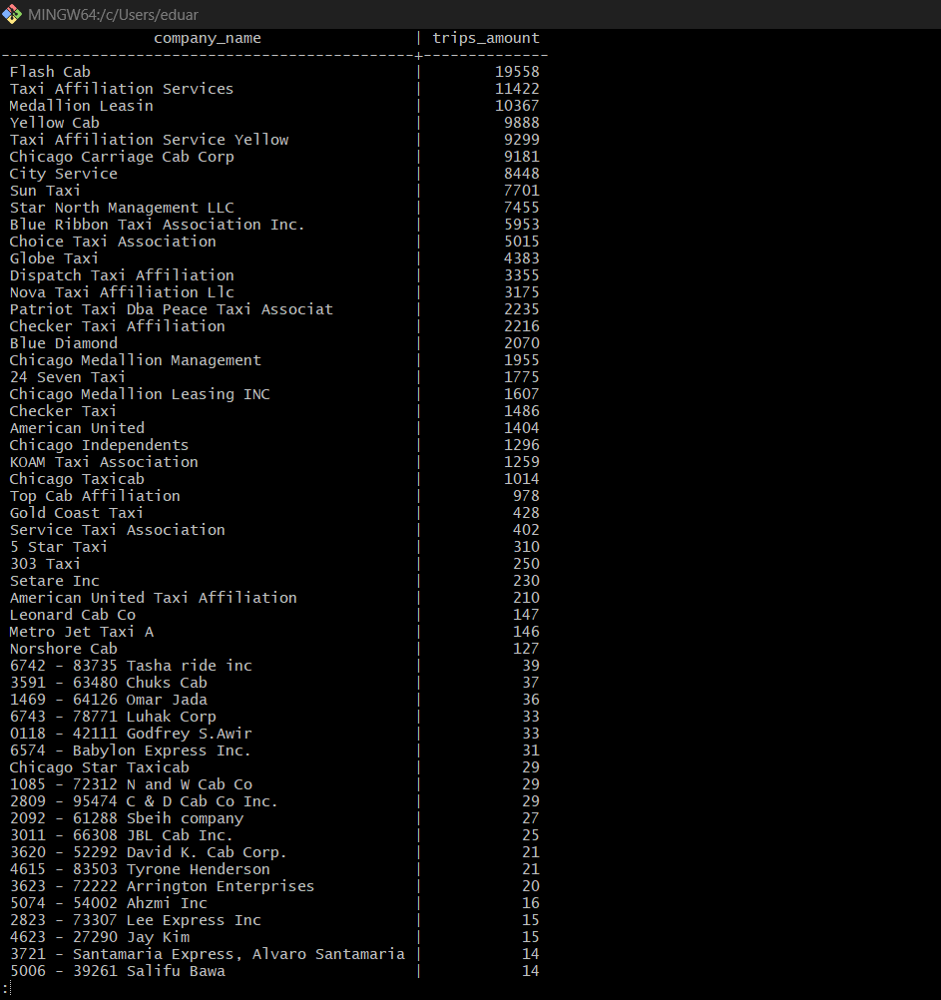 MINGW64:/c/Users/eduar
company_name | trips_amount
----------------------------------------------+--------------
Flash Cab | 19558
Taxi Affiliation Services | 11422
Medallion Leasin | 10367
Yellow Cab | 9888
Taxi Affiliation Service Yellow | 9299
Chicago Carriage Cab Corp | 9181
City Service | 8448
Sun Taxi | 7701
Star North Management LLC | 7455
Blue Ribbon Taxi Association Inc. | 5953
Choice Taxi Association | 5015
Globe Taxi | 4383
Dispatch Taxi Affiliation | 3355
Nova Taxi Affiliation Llc | 3175
Patriot Taxi Dba Peace Taxi Associat | 2235
Checker Taxi Affiliation | 2216
Blue Diamond | 2070
Chicago Medallion Management | 1955
24 Seven Taxi | 1775
Chicago Medallion Leasing INC | 1607
Checker Taxi | 1486
American United | 1404
Chicago Independents | 1296
KOAM Taxi Association | 1259
Chicago Taxicab | 1014
Top Cab Affiliation | 978
Gold Coast Taxi | 428
Service Taxi Association | 402
5 Star Taxi | 310
303 Taxi | 250
Setare Inc | 230
American United Taxi Affiliation | 210
Leonard Cab Co | 147
Metro Jet Taxi A | 146
Norshore Cab | 127
6742 - 83735 Tasha ride inc | 39
3591 - 63480 Chuks Cab | 37
1469 - 64126 Omar Jada | 36
6743 - 78771 Luhak Corp | 33
0118 - 42111 Godfrey S.Awir | 33
6574 - Babylon Express Inc. | 31
Chicago Star Taxicab | 29
1085 - 72312 N and W Cab Co | 29
2809 - 95474 C & D Cab Co Inc. | 29
2092 - 61288 Sbeih company | 27
3011 - 66308 JBL Cab Inc. | 25
3620 - 52292 David K. Cab Corp. | 21
4615 - 83503 Tyrone Henderson | 21
3623 - 72222 Arrington Enterprises | 20
5074 - 54002 Ahzmi Inc | 16
2823 - 73307 Lee Express Inc | 15
4623 - 27290 Jay Kim | 15
3721 - Santamaria Express, Alvaro Santamaria | 14
5006 - 39261 Salifu Bawa | 14
: